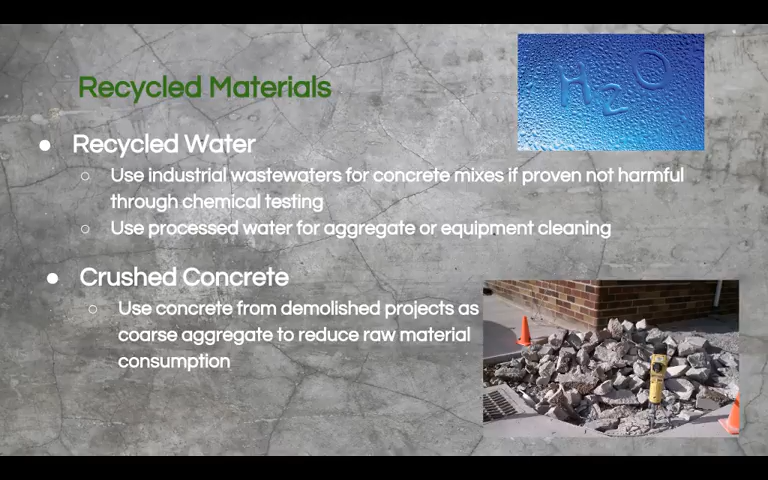 Recycled Materials
H2O
● Recycled Water
○ Use industrial wastewaters for concrete mixes if proven not harmful
through chemical testing
○ Use processed water for aggregate or equipment cleaning
● Crushed Concrete
○ Use concrete from demolished projects as
coarse aggregate to reduce raw material
consumption